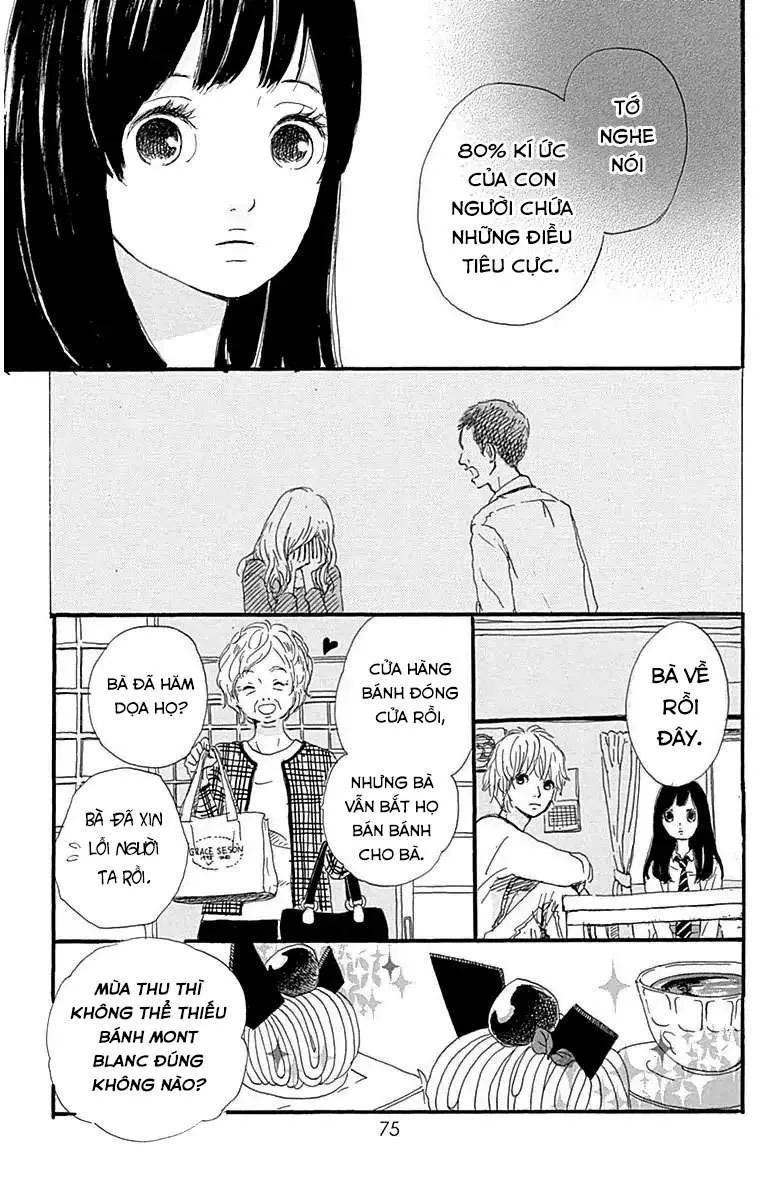 TỚ
NGHE
NÓI
80% KÍ ỨC
CỦA CON
NGƯỜI CHỨA
NHỮNG ĐIỀU
TIÊU CỰC.
BÀ VỀ
RỒI
ĐÂY.
CỬA HÀNG
BÁNH ĐÓNG
CỬA RỒI,
NHƯNG BÀ
VẪN BẮT HỌ
BÁN BÁNH
CHO BÀ.
BÀ ĐÃ HĂM
DỌA HỌ?
BÀ ĐÃ XIN
LỖI NGƯỜI
TA RỒI.
GRACE SESON
MÙA THU THÌ
KHÔNG THỂ THIẾU
BÁNH MONT
BLANC ĐÚNG
KHÔNG NÀO?
75